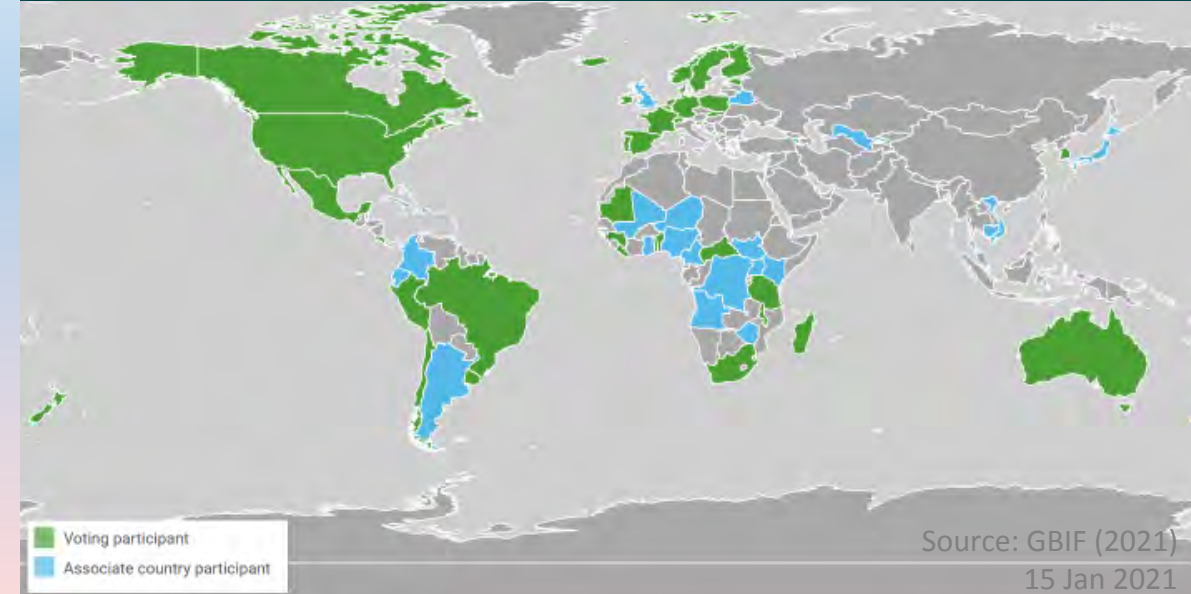 Voting participant
Associate country participant
Source: GBIF (2021)
15 Jan 2021